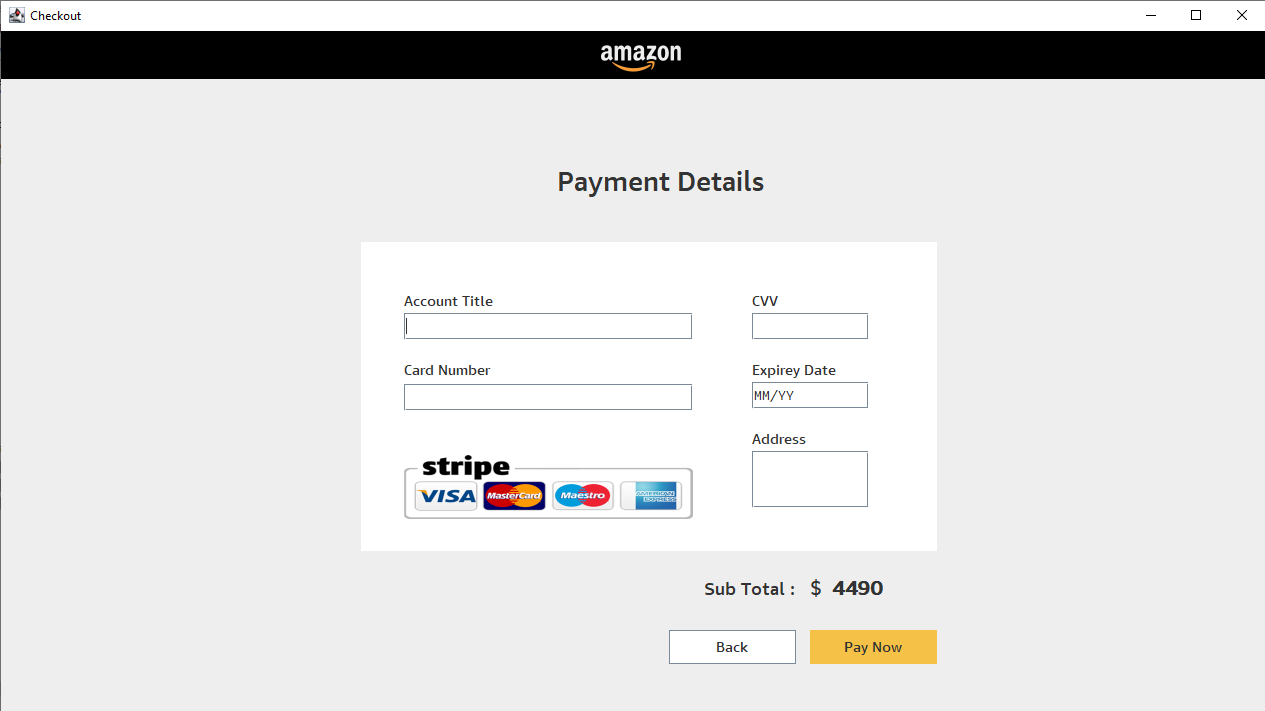 Checkout
amazon
Payment Details
Account Title
CVV
Card Number
Expirey Date
MM/YY
Address
stripe
VISA MasterCard Maestro AMERICAN EXPRESS
Sub Total : $ 4490
Back Pay Now